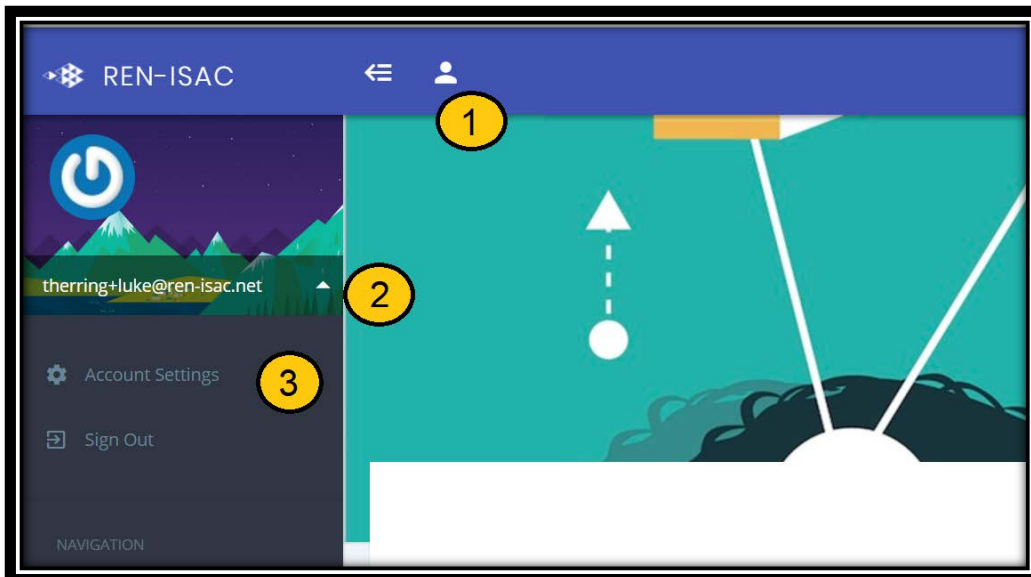 REN-ISAC
1
therring+luke@ren-isac.net
2
Account Settings
3
Sign Out
NAVIGATION